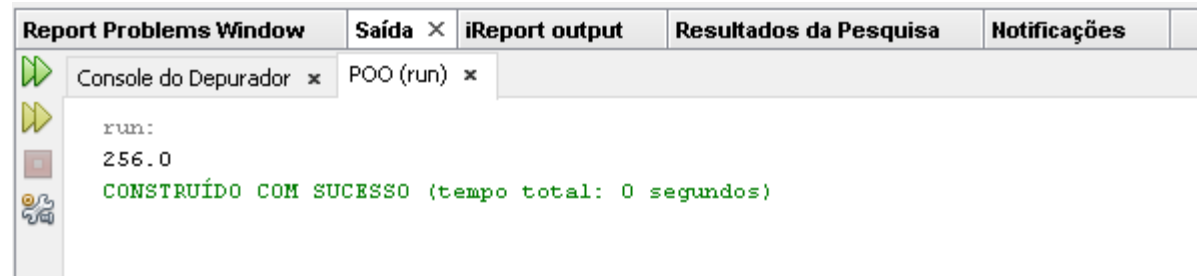 Report Problems Window Saída × iReport output Resultados da Pesquisa Notificações
Console do Depurador × POO (run) ×
run:
256.0
CONSTRUÍDO COM SUCESSO (tempo total: 0 segundos)